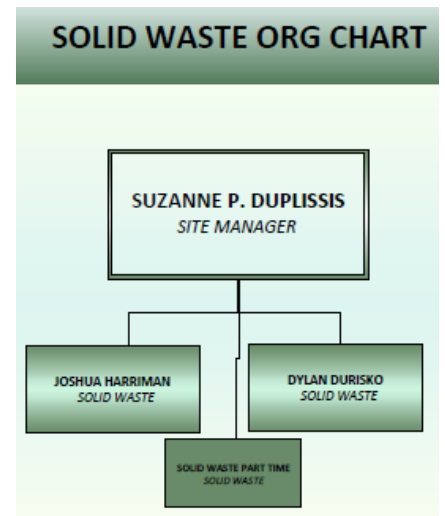 SOLID WASTE ORG CHART
SUZANNE P. DUPLISSIS
SITE MANAGER
JOSHUA HARRIMAN
SOLID WASTE
DYLAN DURISKO
SOLID WASTE
SOLID WASTE PART TIME
SOLID WASTE